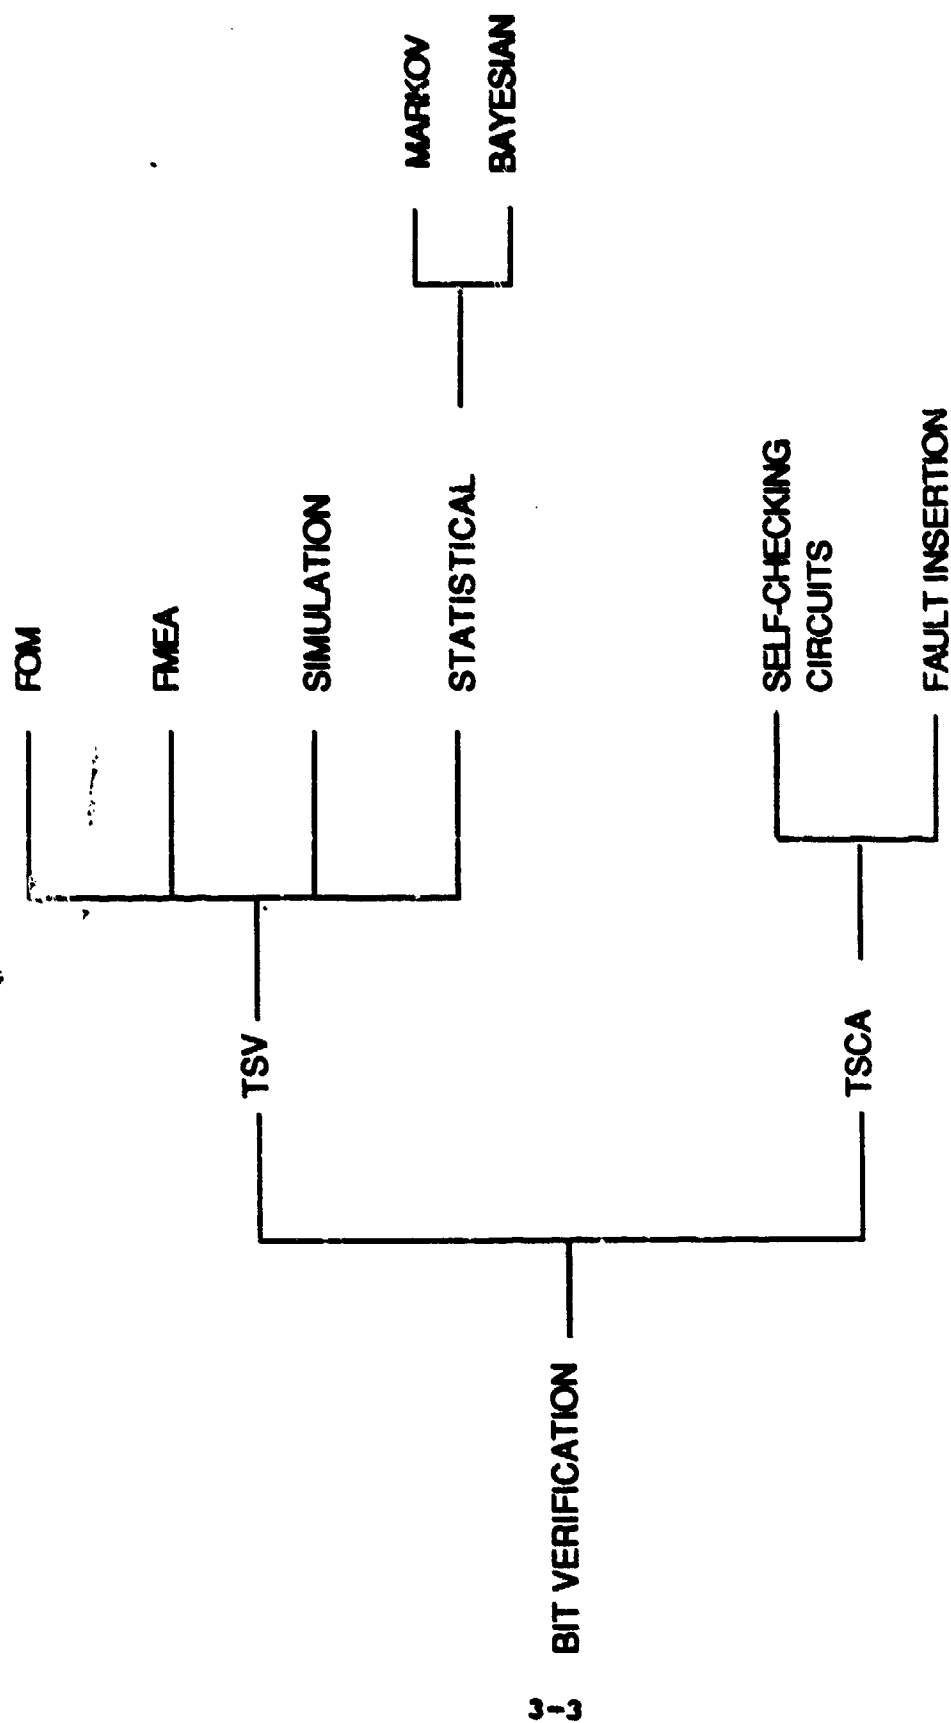 BIT VERIFICATION
TSV
FOM
FMEA
SIMULATION
STATISTICAL
MARKOV
BAYESIAN
TSCA
SELF-CHECKING
CIRCUITS
FAULT INSERTION
3-3